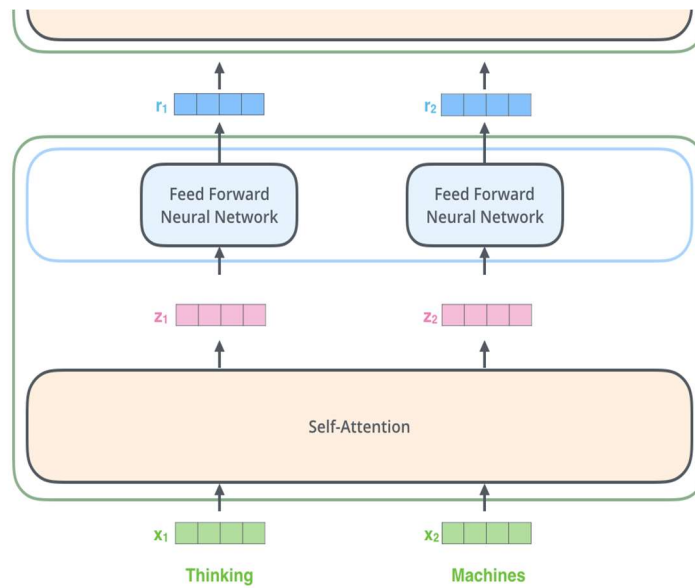 r₁
r₂
Feed Forward
Neural Network
Feed Forward
Neural Network
z₁
z₂
Self-Attention
x₁
x₂
Thinking
Machines